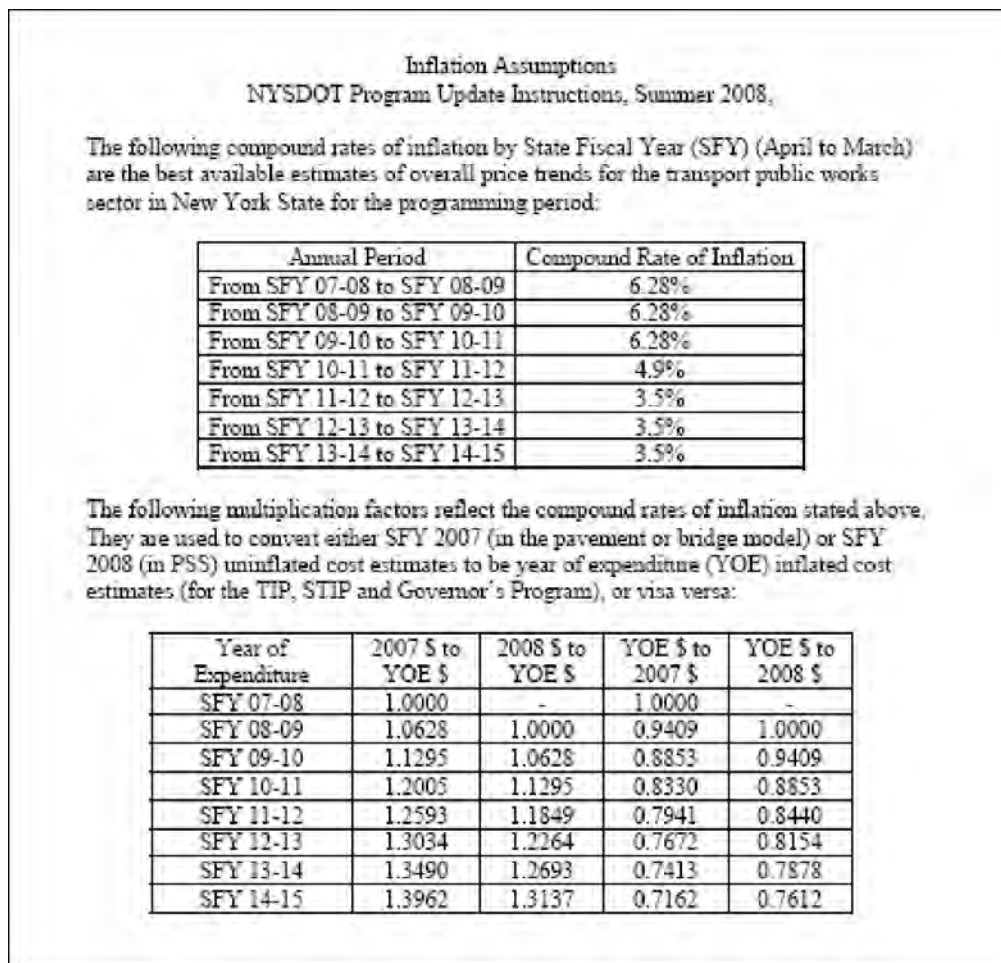 Inflation Assumptions
NYSDOT Program Update Instructions, Summer 2008,
The following compound rates of inflation by State Fiscal Year (SFY) (April to March)
are the best available estimates of overall price trends for the transport public works
sector in New York State for the programming period:
Annual Period Compound Rate of Inflation
From SFY 07-08 to SFY 08-09 6.28%
From SFY 08-09 to SFY 09-10 6.28%
From SFY 09-10 to SFY 10-11 6.28%
From SFY 10-11 to SFY 11-12 4.9%
From SFY 11-12 to SFY 12-13 3.5%
From SFY 12-13 to SFY 13-14 3.5%
From SFY 13-14 to SFY 14-15 3.5%
The following multiplication factors reflect the compound rates of inflation stated above.
They are used to convert either SFY 2007 (in the pavement or bridge model) or SFY
2008 (in PSS) uninflated cost estimates to be year of expenditure (YOE) inflated cost
estimates (for the TIP, STIP and Governor's Program), or visa versa:
Year of 2007 $ to 2008 $ to YOE $ to YOE $ to
Expenditure YOE $ YOE $ 2007 $ 2008 $
SFY 07-08 1.0000 - 1.0000 -
SFY 08-09 1.0628 1.0000 0.9409 1.0000
SFY 09-10 1.1295 1.0628 0.8853 0.9409
SFY 10-11 1.2005 1.1295 0.8330 0.8853
SFY 11-12 1.2593 1.1849 0.7941 0.8440
SFY 12-13 1.3034 1.2264 0.7672 0.8154
SFY 13-14 1.3490 1.2693 0.7413 0.7878
SFY 14-15 1.3962 1.3137 0.7162 0.7612